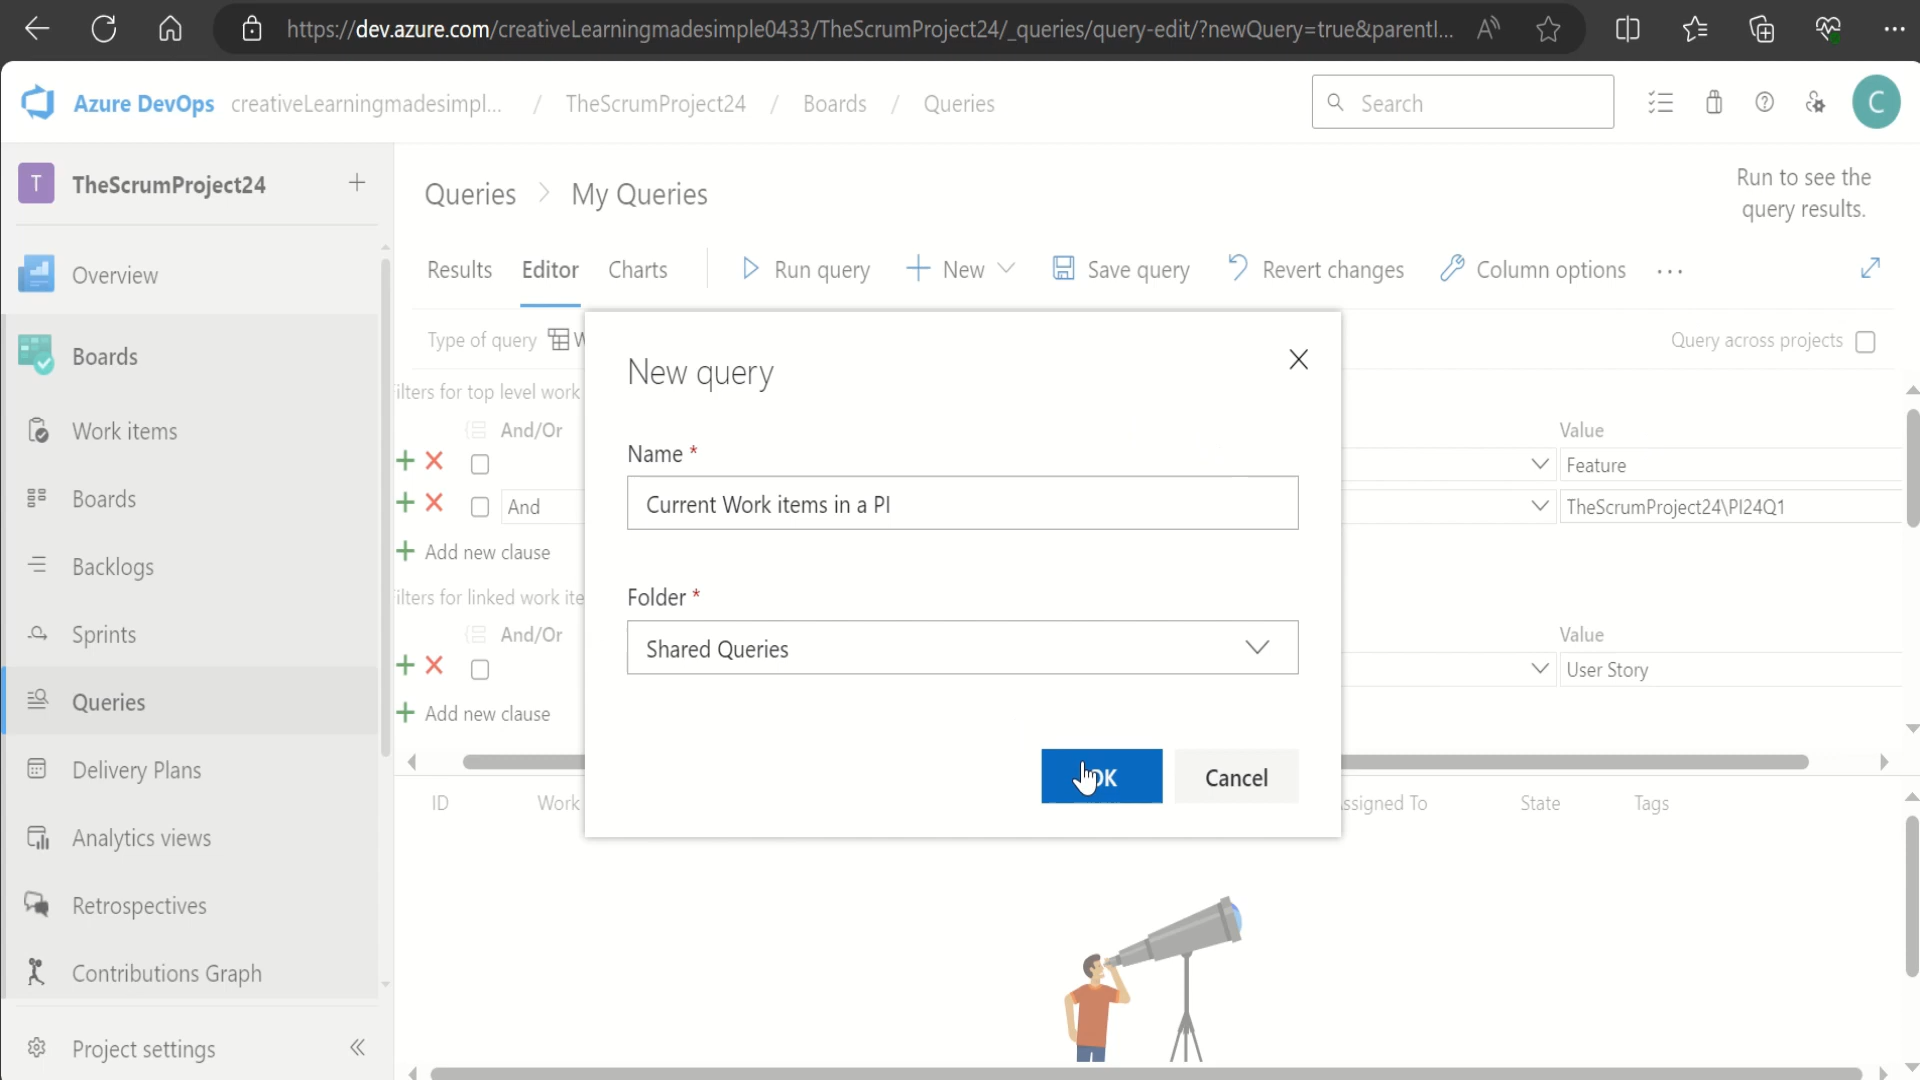 https://dev.azure.com/creativeLearningmadesimple0433/TheScrumProject24/_queries/query-edit/?newQuery=true&parentI...
Azure DevOps creativeLearningmadesimpl... / TheScrumProject24 / Boards / Queries
Search
C
T TheScrumProject24
Overview
Boards
Work items
Boards
Backlogs
Sprints
Queries
Delivery Plans
Analytics views
Retrospectives
Contributions Graph
Project settings
Queries > My Queries
Run to see the
query results.
Results Editor Charts Run query New Save query Revert changes Column options ...
Type of query W
Query across projects
ilters for top level work
And/Or
Value
Feature
And
TheScrumProject24\PI24Q1
Add new clause
ilters for linked work ite
And/Or
Value
User Story
Add new clause
New query
Name *
Current Work items in a PI
Folder *
Shared Queries
OK Cancel
ID Work ssigned To State Tags